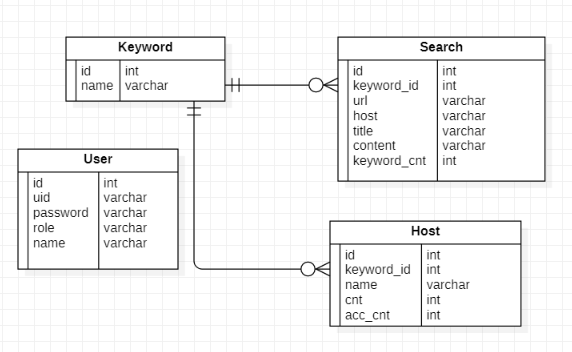 Keyword
id int
name varchar
Search
id int
keyword_id int
url varchar
host varchar
title varchar
content varchar
keyword_cnt int
User
id int
uid varchar
password varchar
role varchar
name varchar
Host
id int
keyword_id int
name varchar
cnt int
acc_cnt int